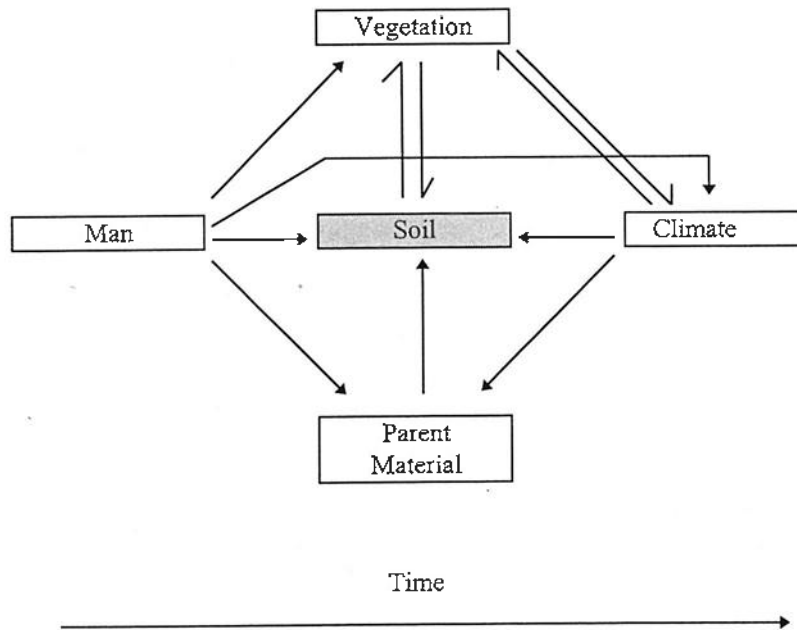 Vegetation
Man
Soil
Climate
Parent
Material
Time